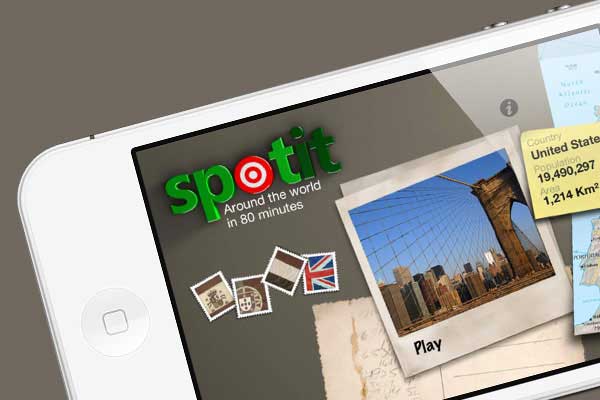 spotit
Around the world
in 80 minutes
i
North
Atlantic
Ocean
Country
United State
Population
19,490,297
Area
1,214 Km²
Play